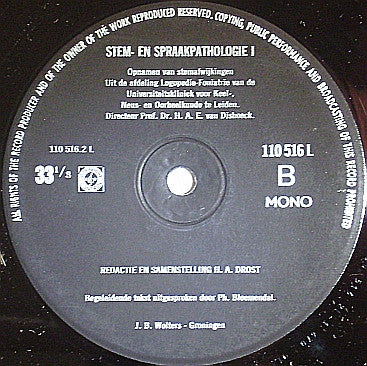 ALL RIGHTS OF THE RECORD PRODUCER AND OF THE OWNER OF THE WORK REPRODUCED RESERVED. COPYING, PUBLIC PERFORMANCE AND BROADCASTING OF THIS RECORD PROHIBITED
STEM- EN SPRAAKPATHOLOGIE I
Opnamen van stemafwijkingen
Uit de afdeling Logopedie-Foniatrie van de
Universiteitskliniek voor Keel-,
Neus- en Oorheelkunde te Leiden.
Directeur Prof. Dr. H. A. E. van Dishoeck.
110 516.2 L
33 1/3
110 516 L
B
MONO
REDACTIE EN SAMENSTELLING H. A. DROST
Begeleidende tekst uitgesproken door Ph. Bloemendal.
J. B. Wolters - Groningen